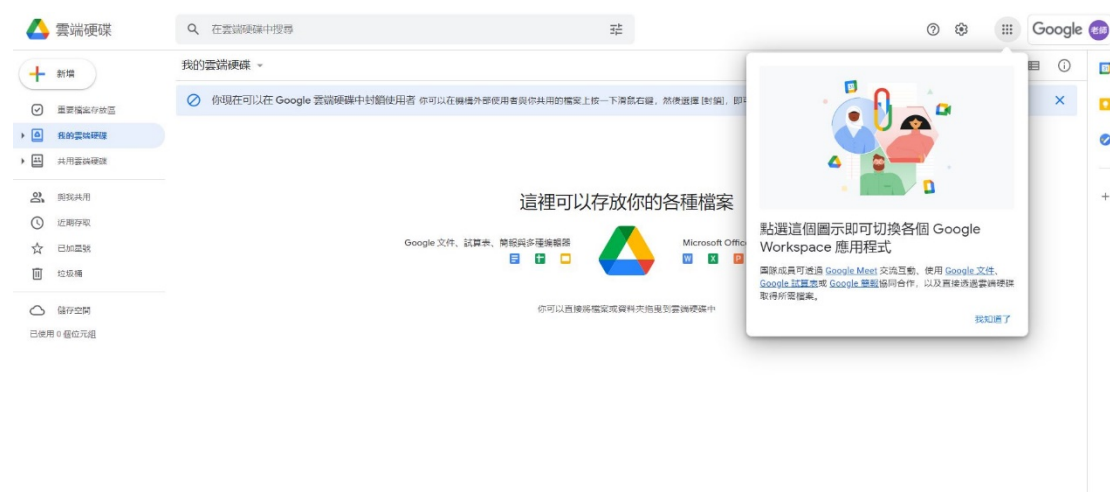 雲端硬碟
在雲端硬碟中搜尋
Google 老師
新增
我的雲端硬碟
你現在可以在 Google 雲端硬碟中封鎖使用者 你可以在機構外部使用者與你共用的檔案上按一下滑鼠右鍵，然後選擇 [封鎖]，即
重要檔案存放區
我的雲端硬碟
共用雲端硬碟
與我共用
近期存取
已加星號
垃圾桶
儲存空間
已使用 0 個位元組
這裡可以存放你的各種檔案
Google 文件、試算表、簡報與多種編輯器
Microsoft Office
W X P
你可以直接將檔案或資料夾拖曳到雲端硬碟中
點選這個圖示即可切換各個 Google
Workspace 應用程式
團隊成員可透過 Google Meet 交流互動、使用 Google 文件、
Google 試算表或 Google 簡報協同合作，以及直接透過雲端硬碟
取得所需檔案。
我知道了